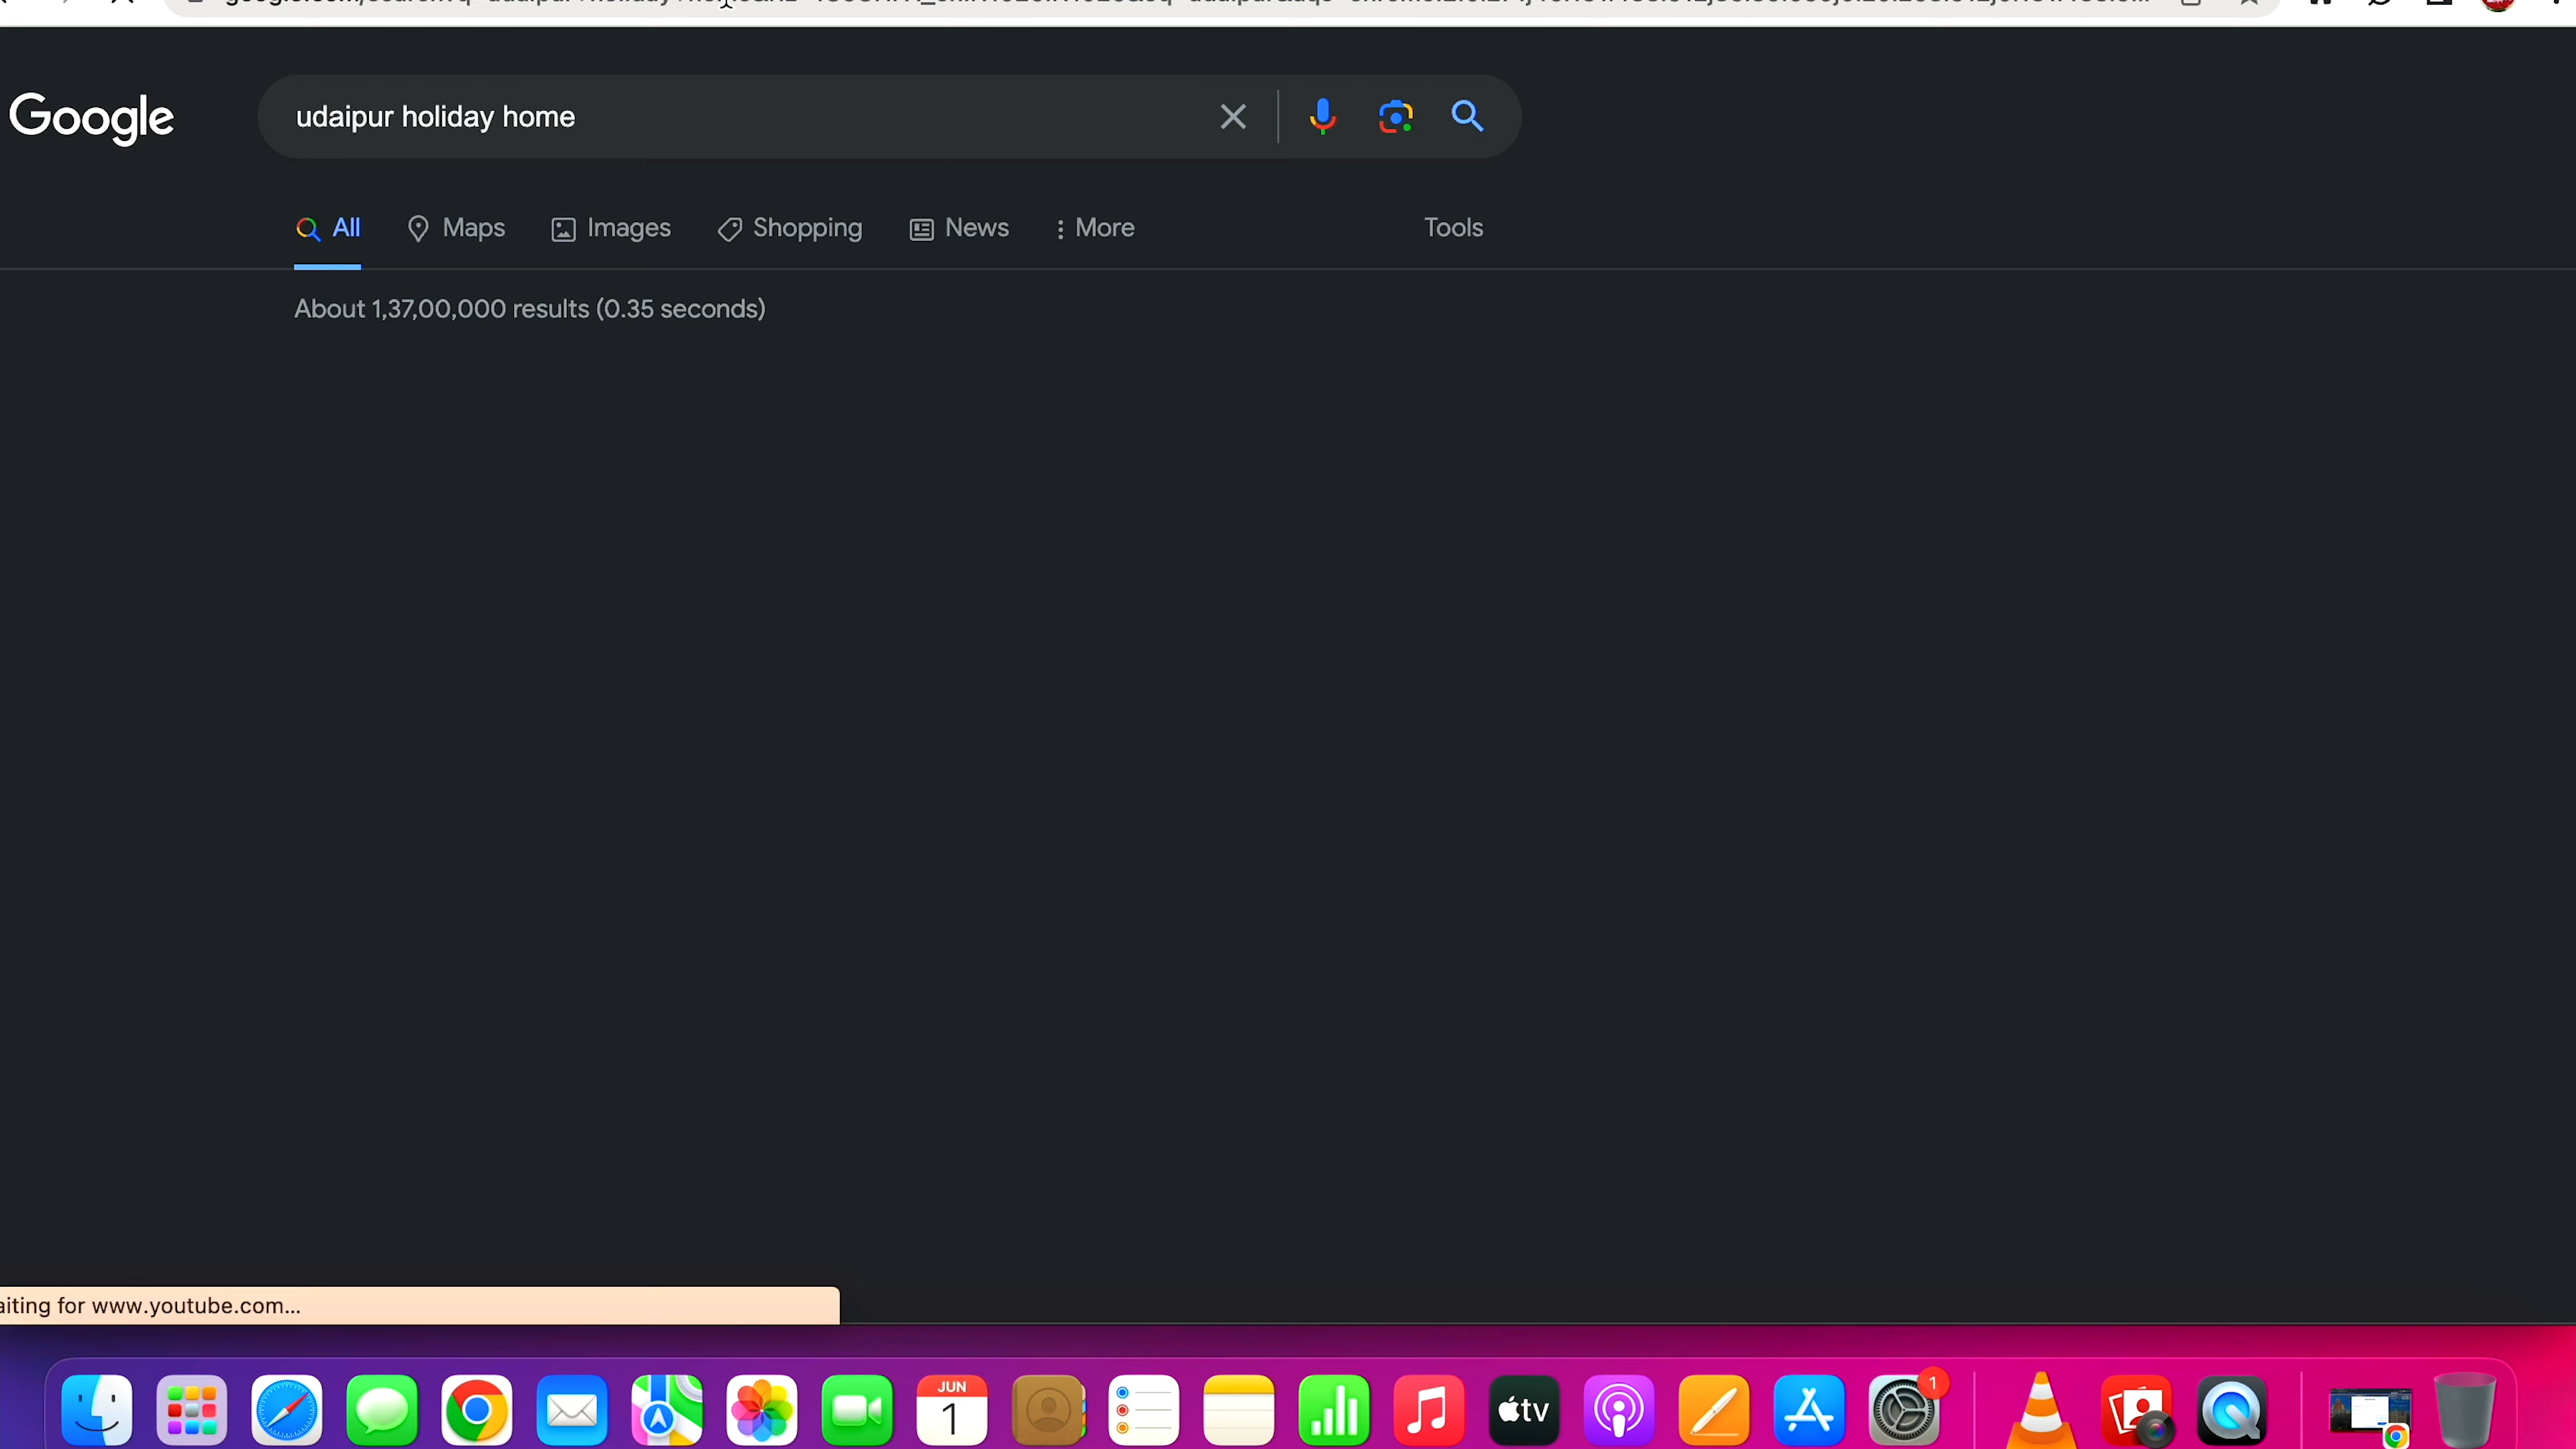 Google
udaipur holiday home
All Maps Images Shopping News More Tools
About 1,37,00,000 results (0.35 seconds)
aiting for www.youtube.com...
JUN
1
tv
1